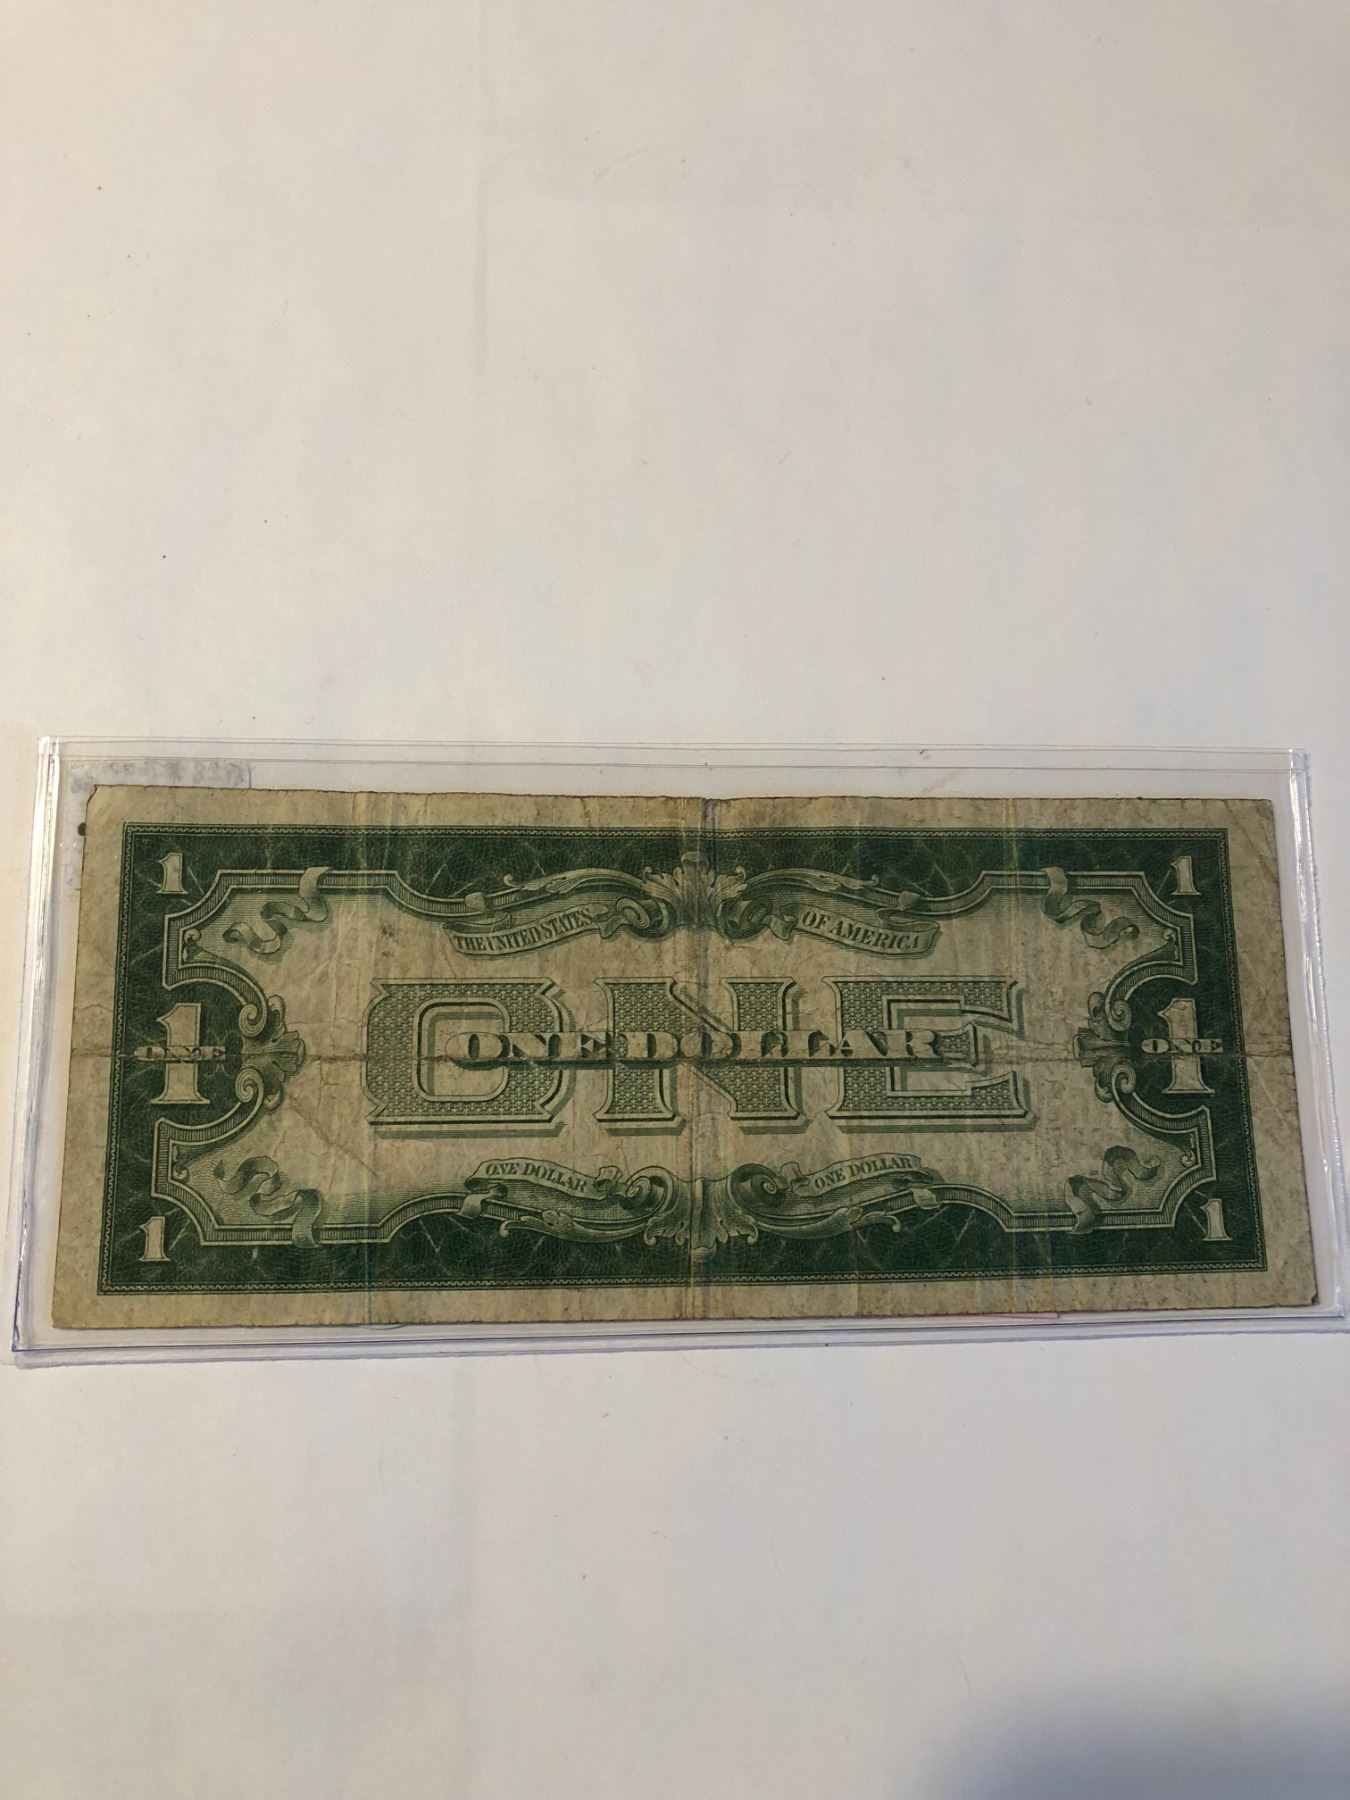 1 1
THE UNITED STATES OF AMERICA
ONE
ONE DOLLAR
1 ONE 1 ONE
ONE DOLLAR ONE DOLLAR
1 1